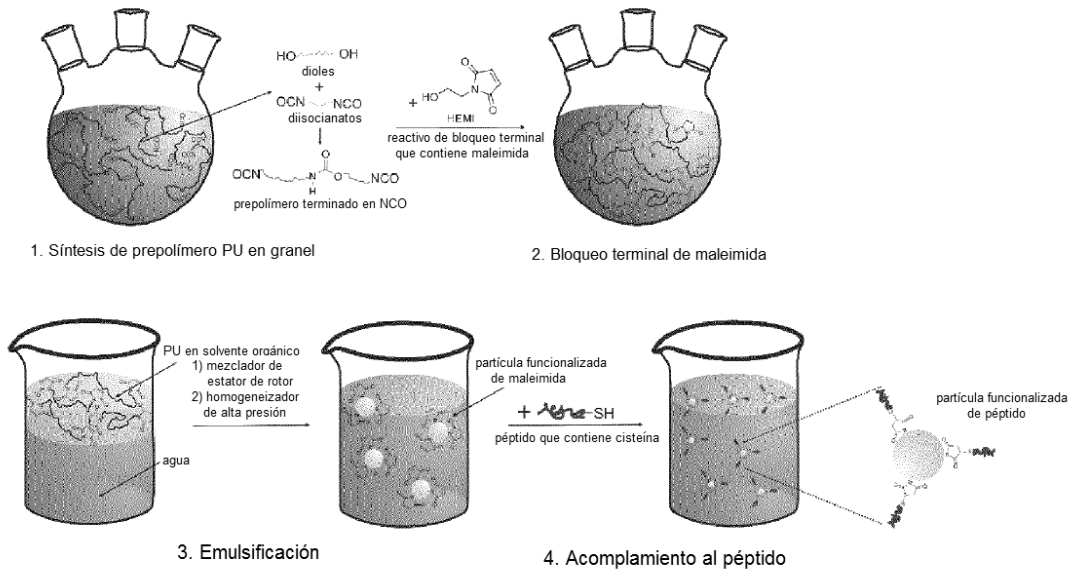 HO OH
dioles
+
OCN NCO
diisocianatos
OCN N H O O NCO
prepolímero terminado en NCO
+
HO N O O
HEMI
reactivo de bloqueo terminal
que contiene maleimida
1. Síntesis de prepolímero PU en granel
2. Bloqueo terminal de maleimida
PU en solvente orgánico
1) mezclador de
estator de rotor
2) homogeneizador
de alta presión
agua
partícula funcionalizada
de maleimida
+ SH
péptido que contiene cisteína
partícula funcionalizada
de péptido
3. Emulsificación
4. Acomplamiento al péptido